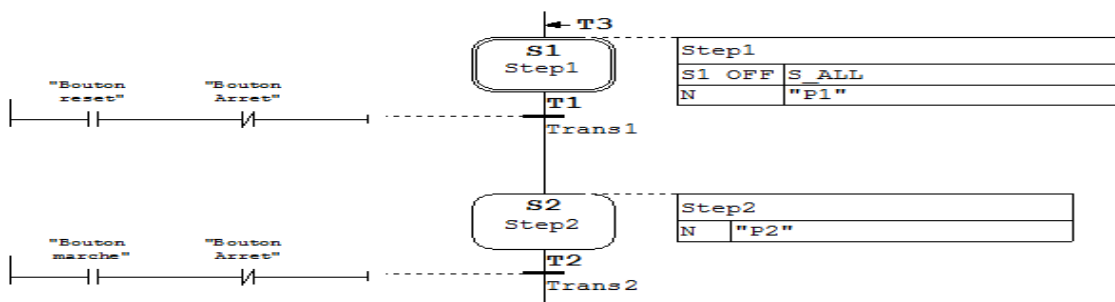 T3
S1
Step1
Step1
S1 OFF S_ALL
N "P1"
"Bouton
reset"
"Bouton
Arret"
T1
Trans1
S2
Step2
Step2
N "P2"
"Bouton
marche"
"Bouton
Arret"
T2
Trans2